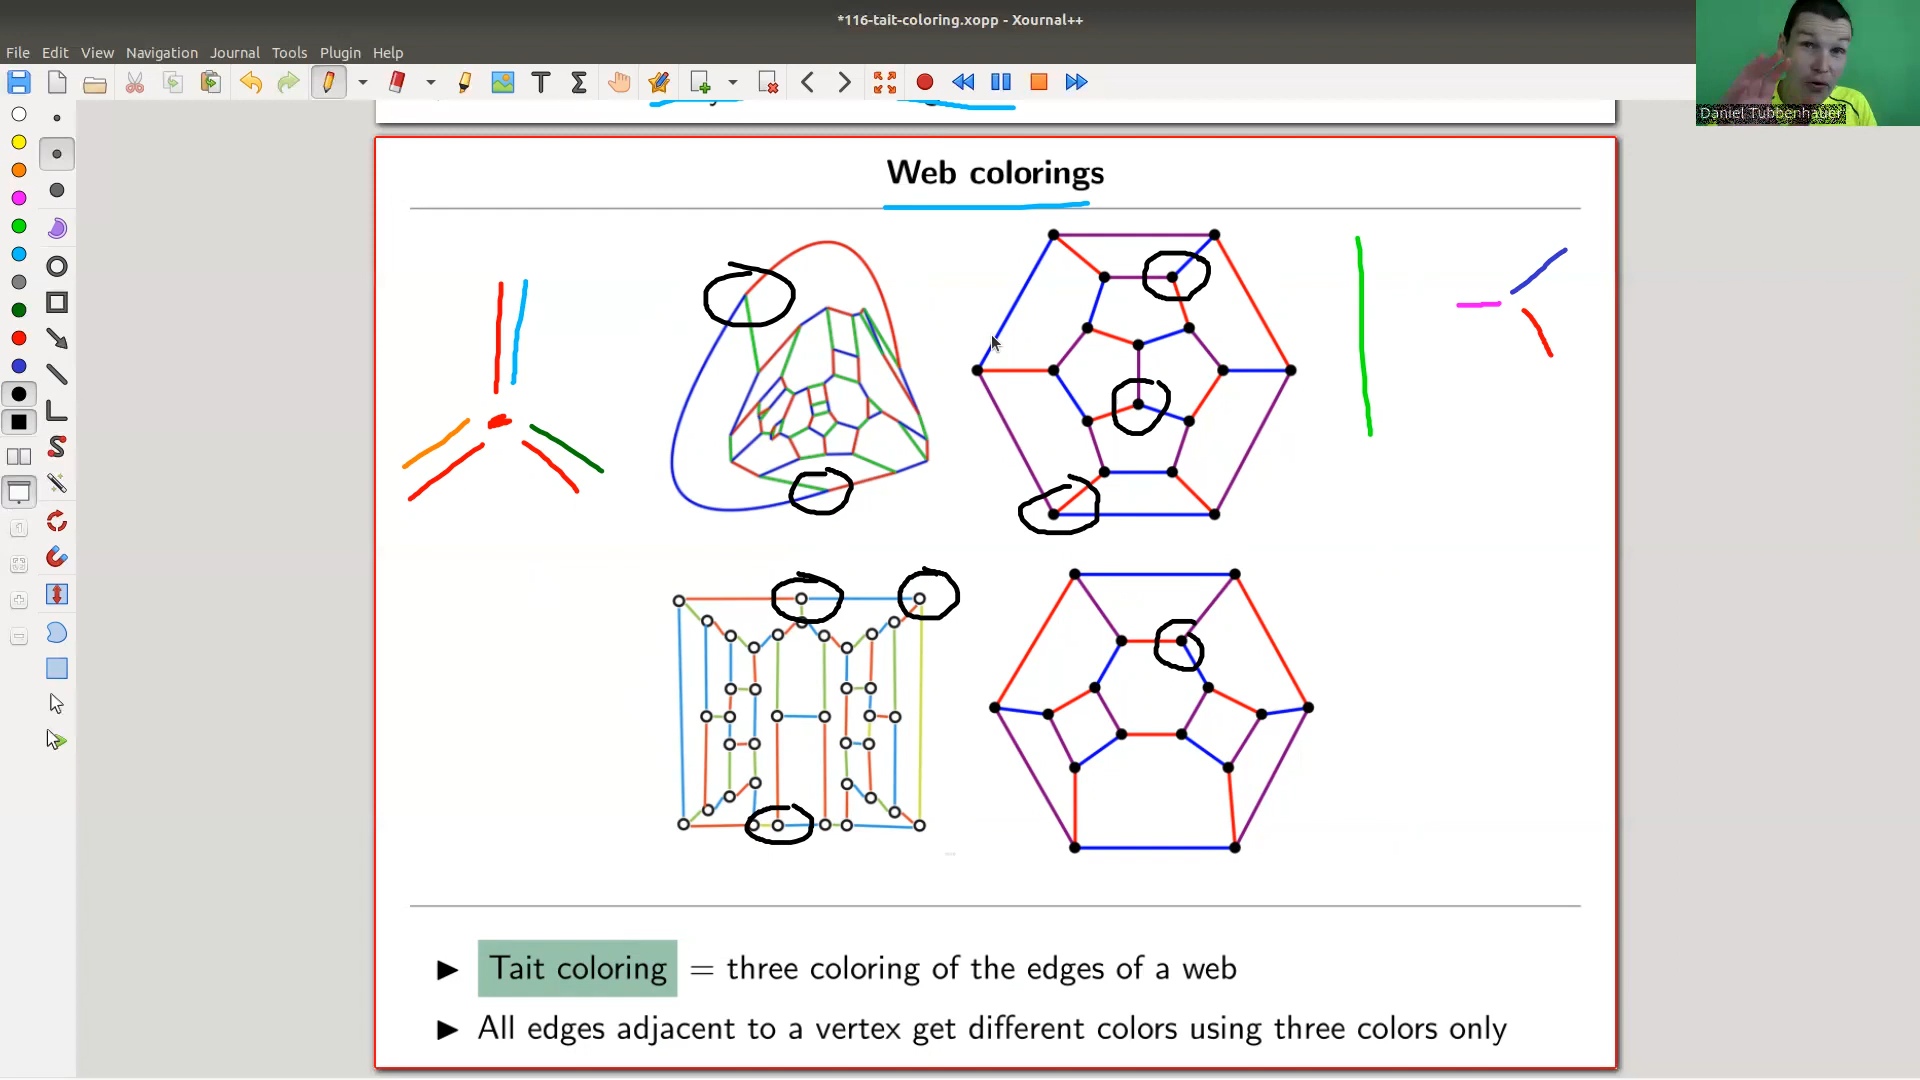 *116-tait-coloring.xopp - Xournal++
File Edit View Navigation Journal Tools Plugin Help
Daniel Tubbenhauer
Web colorings
► Tait coloring = three coloring of the edges of a web
► All edges adjacent to a vertex get different colors using three colors only